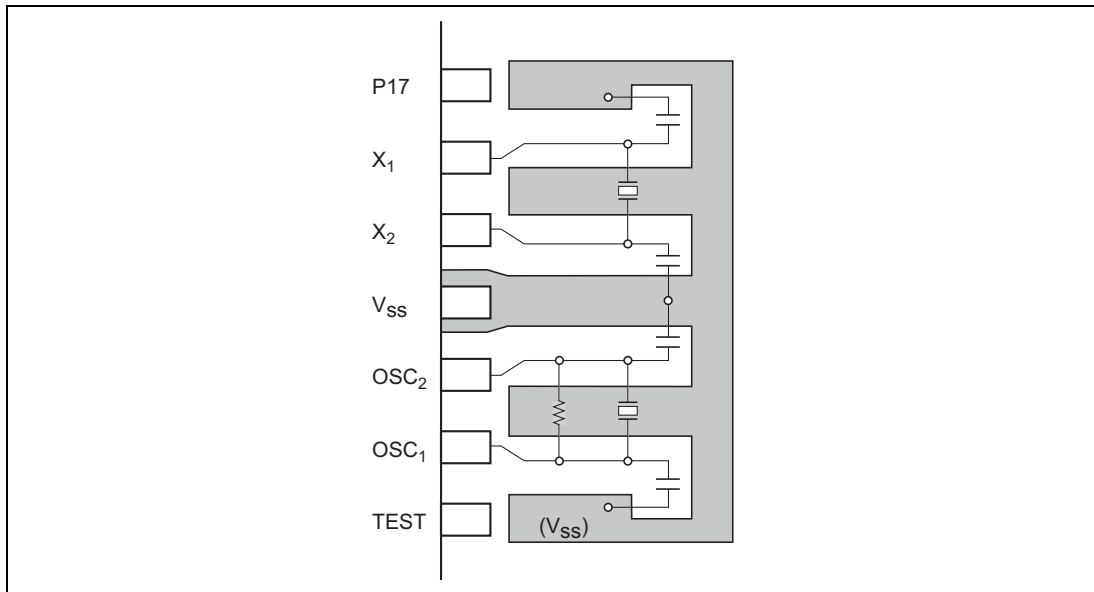 P17
X₁
X₂
Vss
OSC₂
OSC₁
TEST
(Vss)